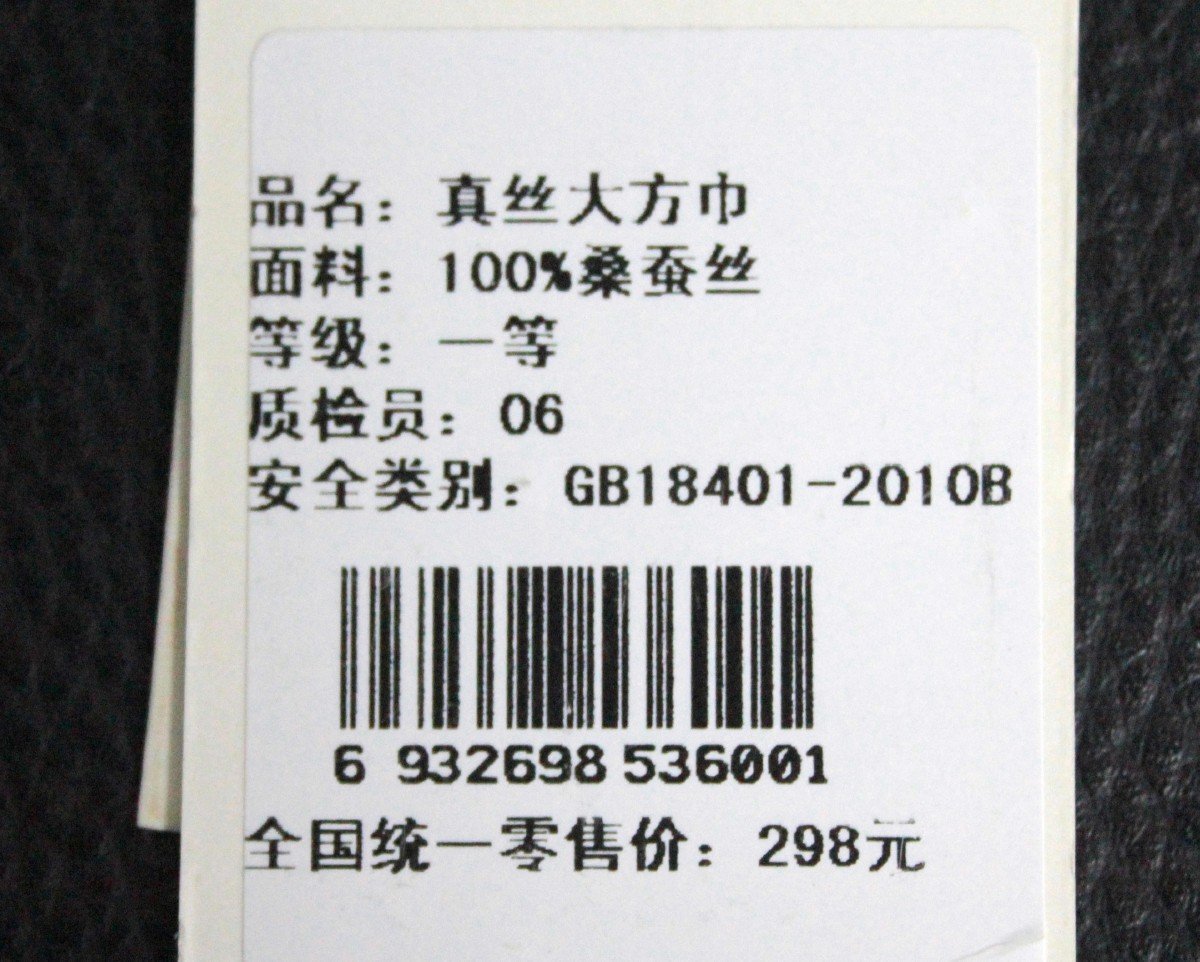 品名：真丝大方巾
面料：100%桑蚕丝
等级：一等
质检员：06
安全类别：GB18401-2010B
6 932698 536001
全国统一零售价：298元